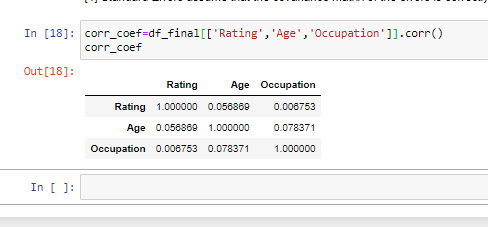 In [18]: corr_coef=df_final[['Rating','Age','Occupation']].corr()
corr_coef
Out[18]:
Rating Age Occupation
Rating 1.000000 0.056869 0.006753
Age 0.056869 1.000000 0.078371
Occupation 0.006753 0.078371 1.000000
In [ ]: